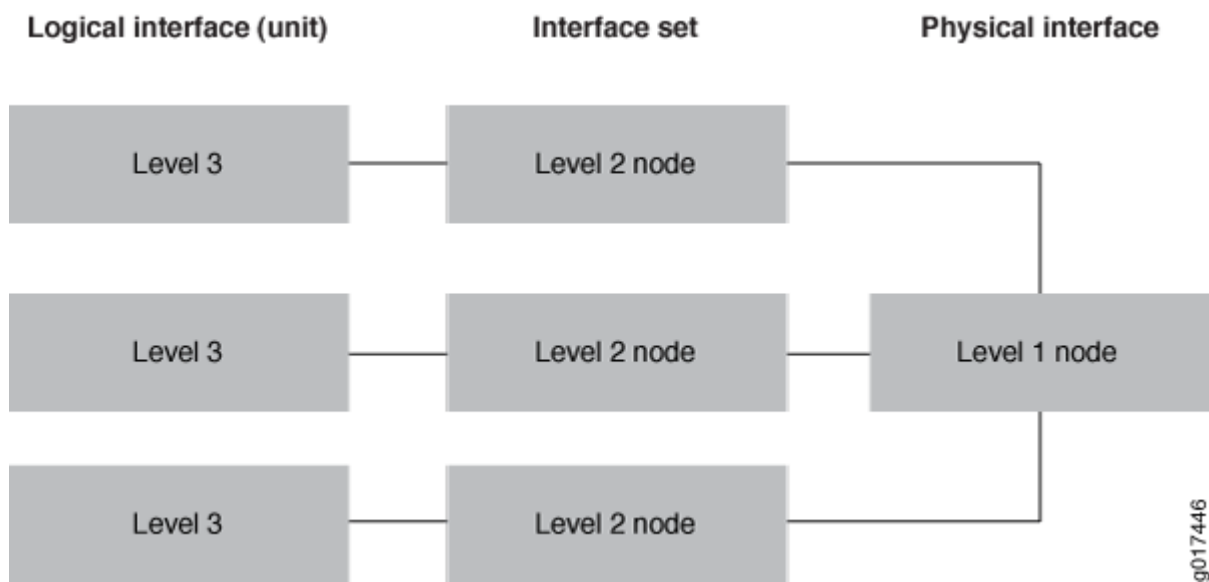 Logical interface (unit) Interface set Physical interface
Level 3 Level 2 node
Level 3 Level 2 node Level 1 node
Level 3 Level 2 node
g017446